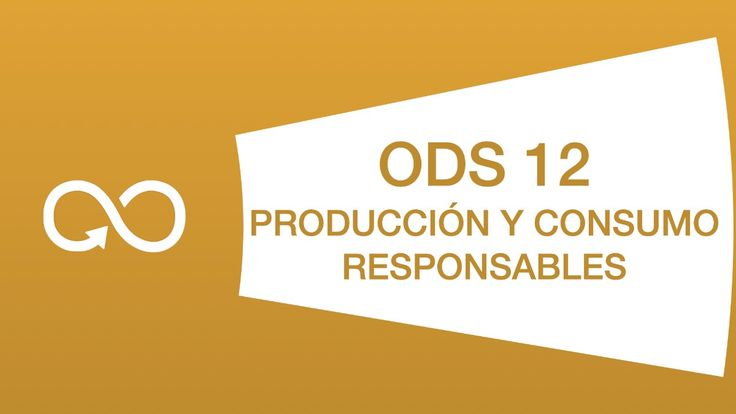 ODS 12
PRODUCCIÓN Y CONSUMO
RESPONSABLES